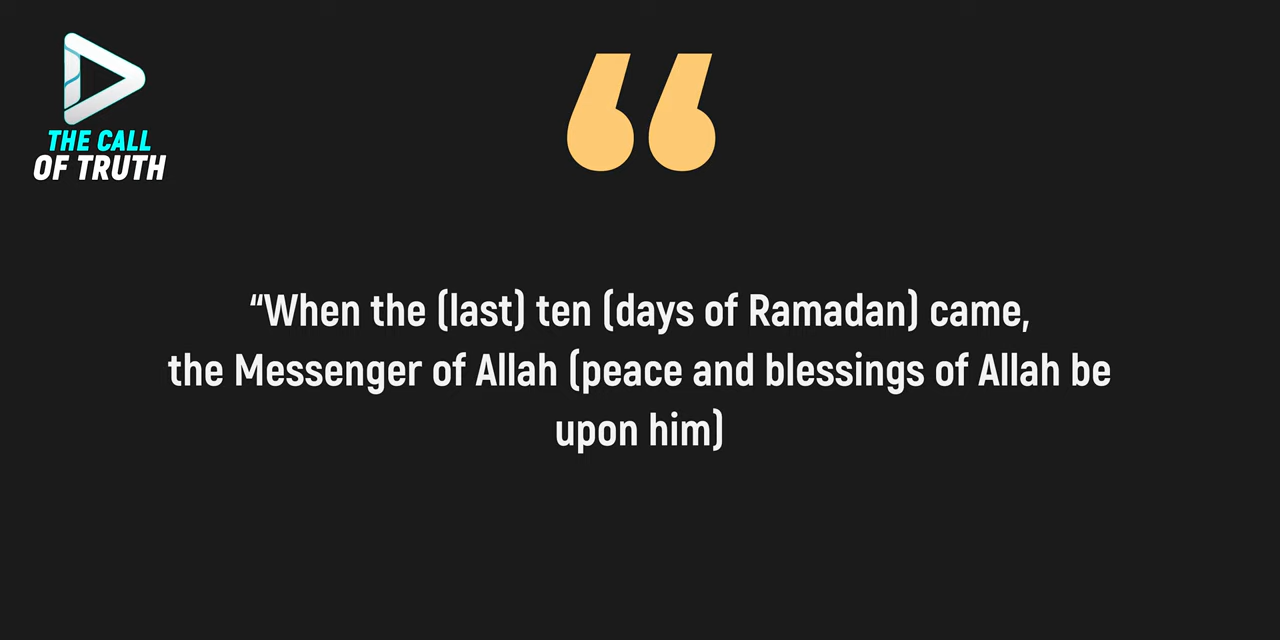 THE CALL
OF TRUTH
“When the (last) ten (days of Ramadan) came,
the Messenger of Allah (peace and blessings of Allah be
upon him)